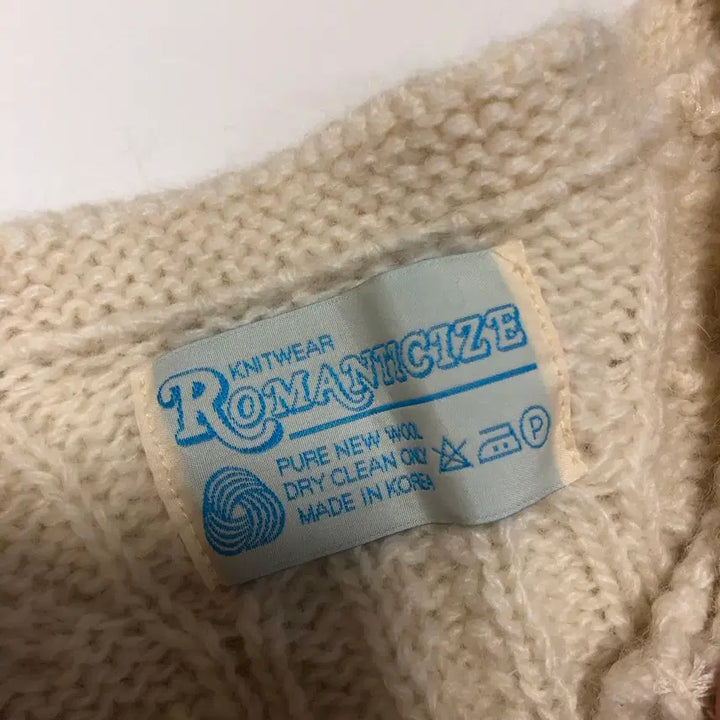 KNITWEAR
ROMANTICIZE
PURE NEW WOOL
DRY CLEAN ONLY
MADE IN KOREA
P